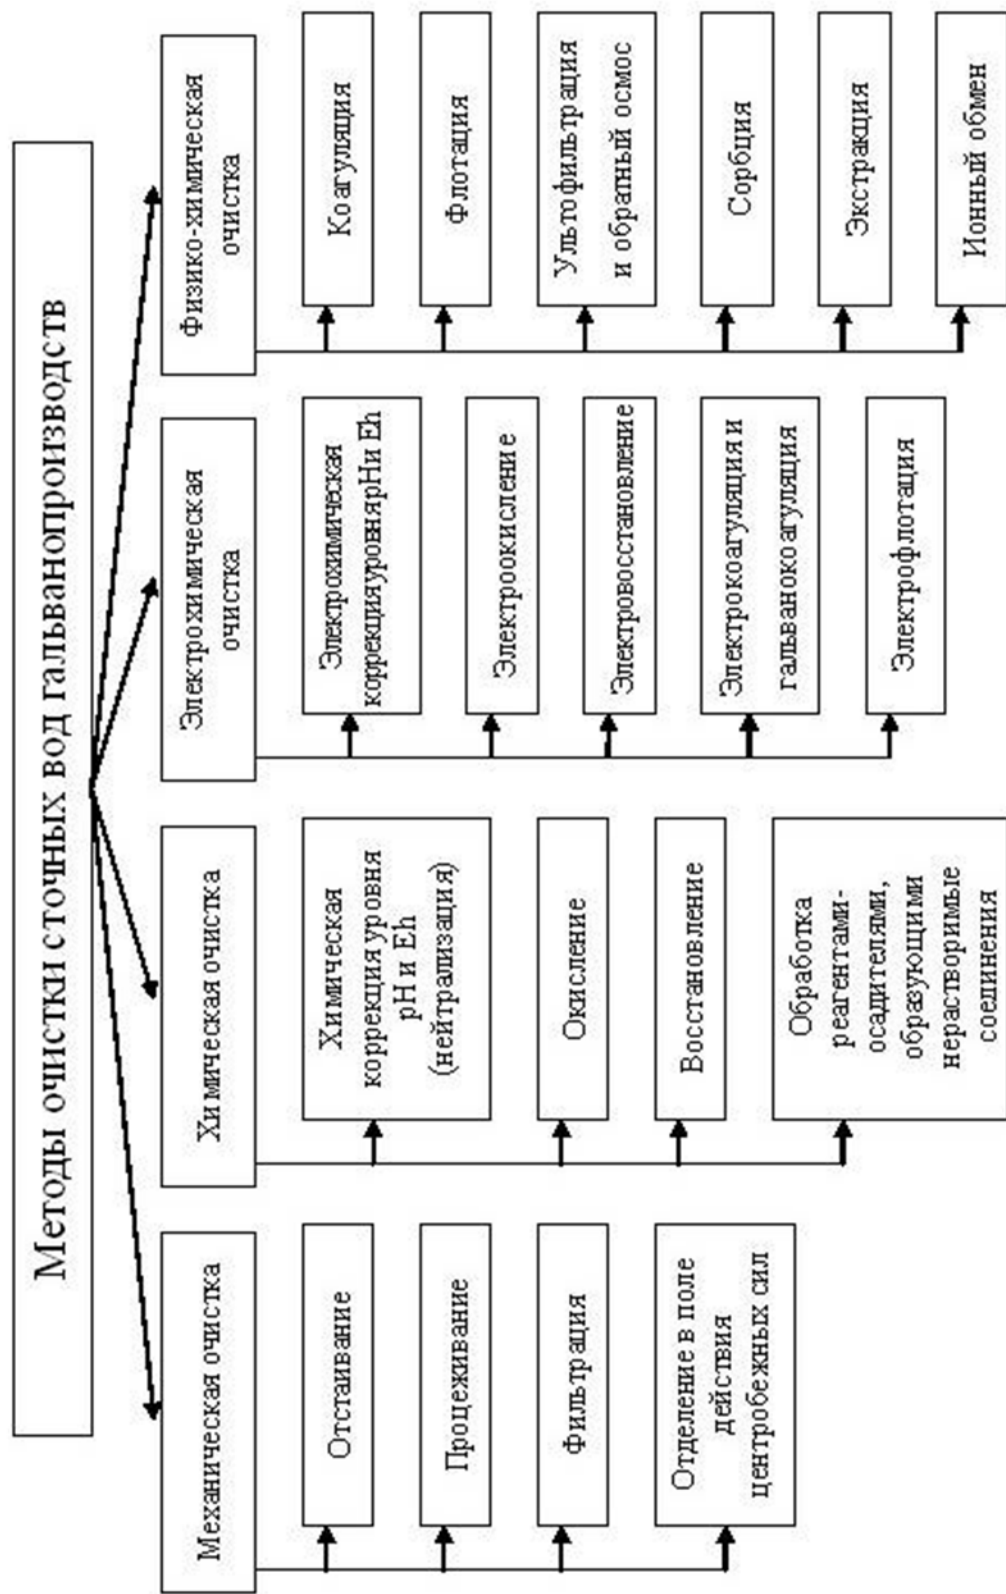 Методы очистки сточных вод гальванопроизводств
Механическая очистка
Отстаивание
Процеживание
Фильтрация
Отделение в поле
действия
центробежных сил
Химическая очистка
Химическая
коррекция уровня
pH и Eh
(нейтрализация)
Окисление
Восстановление
Обработка
реагентами-
осадителями,
образующими
нерастворимые
соелинения
Электрохимическая
очистка
Электрохимическая
коррекция уровня pH и Eh
Электроокисление
Электровосстановление
Электрокоагуляция и
гальванокоагуляция
Электрофлотация
Физико-химическая
очистка
Коагуляция
Флотация
Ультофильтрация
и обратный осмос
Сорбция
Экстракция
Ионный обмен